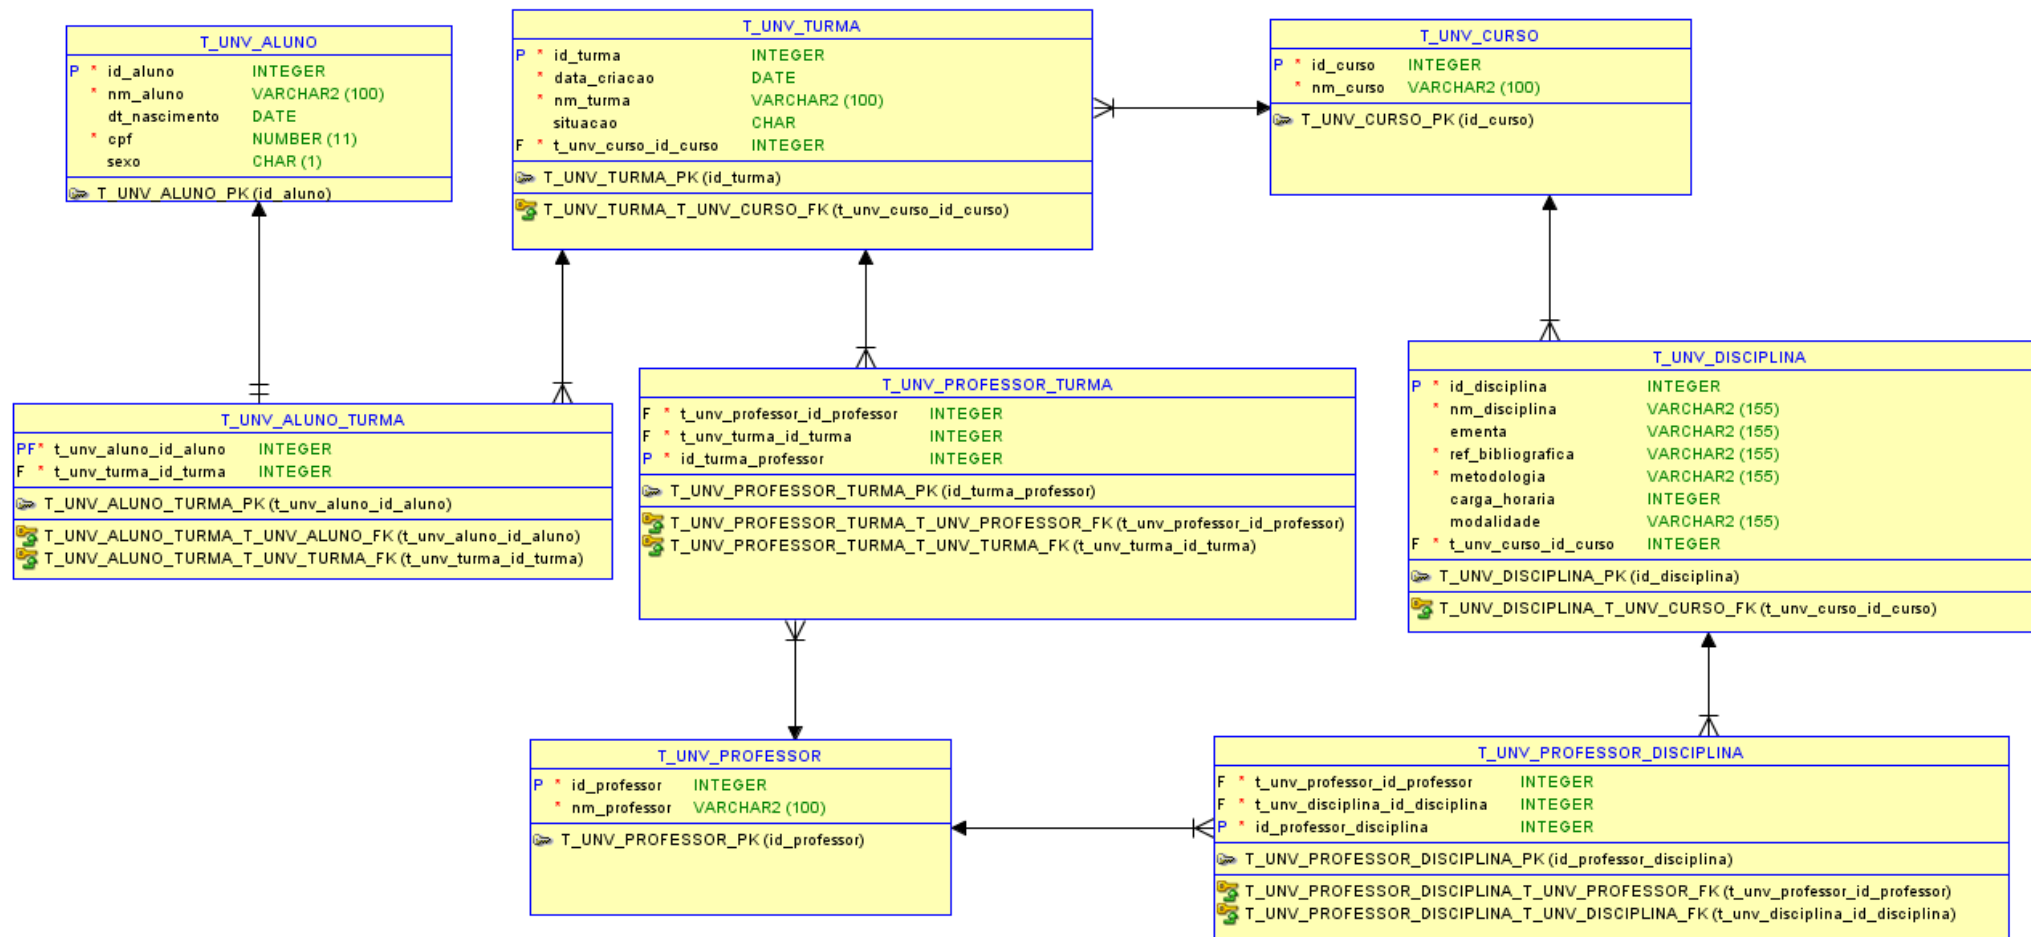 T_UNV_ALUNO
P * id_aluno INTEGER
* nm_aluno VARCHAR2 (100)
dt_nascimento DATE
* cpf NUMBER (11)
sexo CHAR (1)
T_UNV_ALUNO_PK (id_aluno)
T_UNV_TURMA
P * id_turma INTEGER
* data_criacao DATE
* nm_turma VARCHAR2 (100)
situacao CHAR
F * t_unv_curso_id_curso INTEGER
T_UNV_TURMA_PK (id_turma)
T_UNV_TURMA_T_UNV_CURSO_FK (t_unv_curso_id_curso)
T_UNV_CURSO
P * id_curso INTEGER
* nm_curso VARCHAR2 (100)
T_UNV_CURSO_PK (id_curso)
T_UNV_ALUNO_TURMA
PF* t_unv_aluno_id_aluno INTEGER
F * t_unv_turma_id_turma INTEGER
T_UNV_ALUNO_TURMA_PK (t_unv_aluno_id_aluno)
T_UNV_ALUNO_TURMA_T_UNV_ALUNO_FK (t_unv_aluno_id_aluno)
T_UNV_ALUNO_TURMA_T_UNV_TURMA_FK (t_unv_turma_id_turma)
T_UNV_PROFESSOR_TURMA
F * t_unv_professor_id_professor INTEGER
F * t_unv_turma_id_turma INTEGER
P * id_turma_professor INTEGER
T_UNV_PROFESSOR_TURMA_PK (id_turma_professor)
T_UNV_PROFESSOR_TURMA_T_UNV_PROFESSOR_FK (t_unv_professor_id_professor)
T_UNV_PROFESSOR_TURMA_T_UNV_TURMA_FK (t_unv_turma_id_turma)
T_UNV_DISCIPLINA
P * id_disciplina INTEGER
* nm_disciplina VARCHAR2 (155)
ementa VARCHAR2 (155)
* ref_bibliografica VARCHAR2 (155)
* metodologia VARCHAR2 (155)
carga_horaria INTEGER
modalidade VARCHAR2 (155)
F * t_unv_curso_id_curso INTEGER
T_UNV_DISCIPLINA_PK (id_disciplina)
T_UNV_DISCIPLINA_T_UNV_CURSO_FK (t_unv_curso_id_curso)
T_UNV_PROFESSOR
P * id_professor INTEGER
* nm_professor VARCHAR2 (100)
T_UNV_PROFESSOR_PK (id_professor)
T_UNV_PROFESSOR_DISCIPLINA
F * t_unv_professor_id_professor INTEGER
F * t_unv_disciplina_id_disciplina INTEGER
P * id_professor_disciplina INTEGER
T_UNV_PROFESSOR_DISCIPLINA_PK (id_professor_disciplina)
T_UNV_PROFESSOR_DISCIPLINA_T_UNV_PROFESSOR_FK (t_unv_professor_id_professor)
T_UNV_PROFESSOR_DISCIPLINA_T_UNV_DISCIPLINA_FK (t_unv_disciplina_id_disciplina)